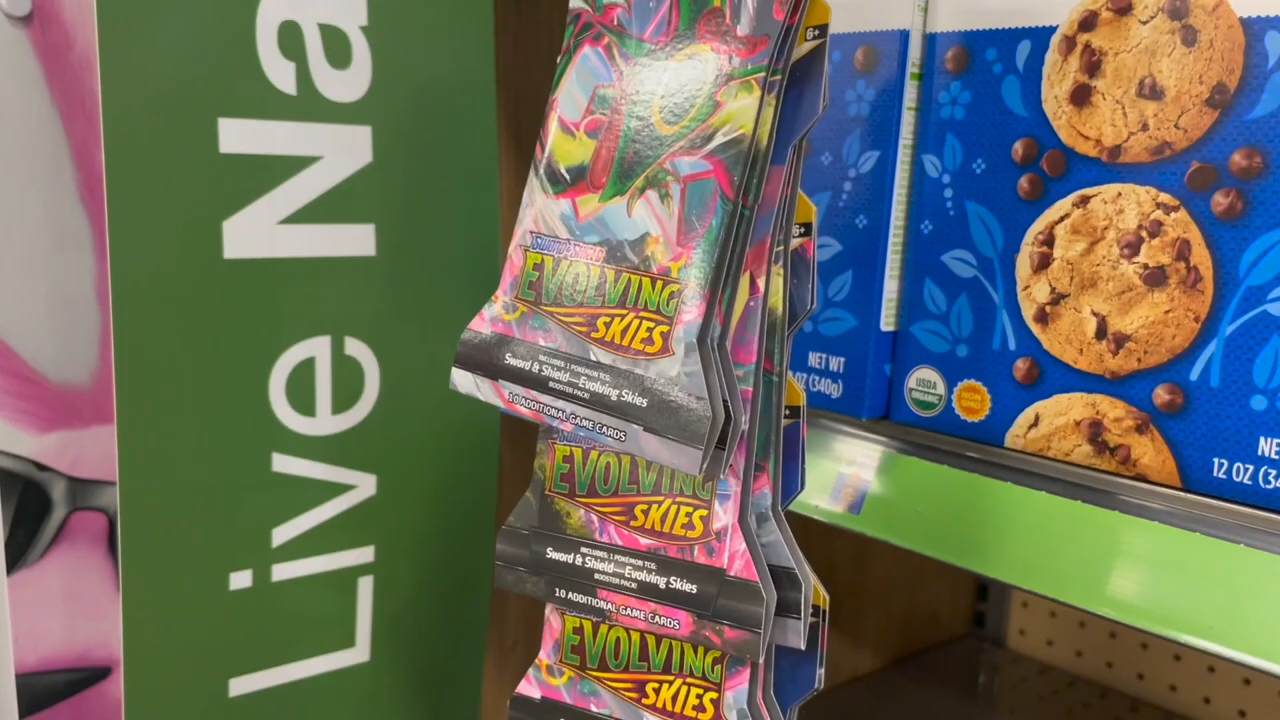 Live Na
6+
SWORD & SHIELD
EVOLVING
SKIES
INCLUDES: 1 POKÉMON TCG:
Sword & Shield—Evolving Skies
BOOSTER PACK!
10 ADDITIONAL GAME CARDS
6+
EVOLVING
SKIES
INCLUDES: 1 POKÉMON TCG:
Sword & Shield—Evolving Skies
BOOSTER PACK!
10 ADDITIONAL GAME CARDS
EVOLVING
SKIES
NET WT
OZ (340g)
USDA
ORGANIC
NON
GMO
NE
12 OZ (34